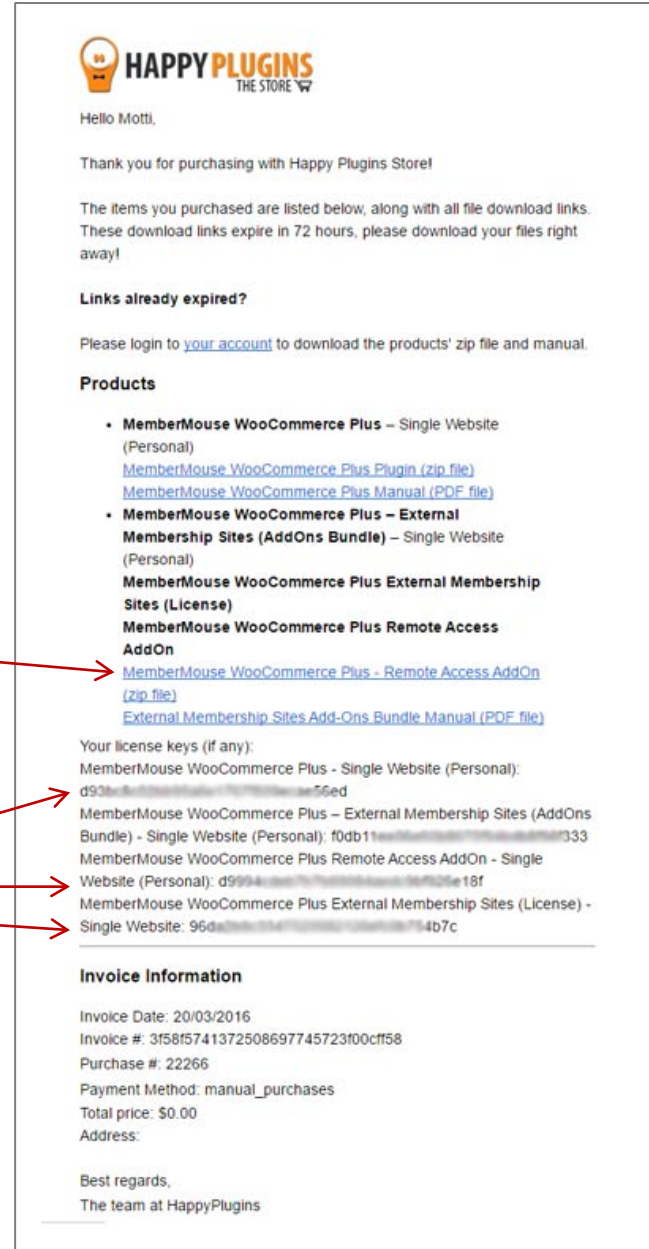 HAPPY PLUGINS
THE STORE
Hello Motti,
Thank you for purchasing with Happy Plugins Store!
The items you purchased are listed below, along with all file download links.
These download links expire in 72 hours, please download your files right
away!
Links already expired?
Please login to your account to download the products' zip file and manual.
Products
• MemberMouse WooCommerce Plus – Single Website
(Personal)
MemberMouse WooCommerce Plus Plugin (zip file)
MemberMouse WooCommerce Plus Manual (PDF file)
• MemberMouse WooCommerce Plus – External
Membership Sites (AddOns Bundle) – Single Website
(Personal)
MemberMouse WooCommerce Plus External Membership
Sites (License)
MemberMouse WooCommerce Plus Remote Access
AddOn
MemberMouse WooCommerce Plus - Remote Access AddOn
(zip file)
External Membership Sites Add-Ons Bundle Manual (PDF file)
Your license keys (if any):
MemberMouse WooCommerce Plus - Single Website (Personal):
MemberMouse WooCommerce Plus – External Membership Sites (AddOns
Bundle) - Single Website (Personal):
MemberMouse WooCommerce Plus Remote Access AddOn - Single
Website (Personal):
MemberMouse WooCommerce Plus External Membership Sites (License) -
Single Website:
Invoice Information
Invoice Date: 20/03/2016
Invoice #: 3f58f5741372508697745723f00cff58
Purchase #: 22266
Payment Method: manual_purchases
Total price: $0.00
Address:
Best regards,
The team at HappyPlugins